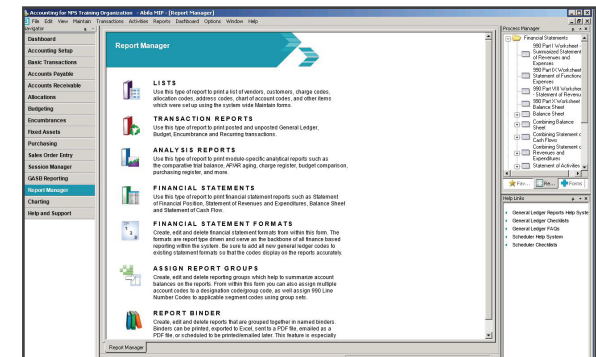 Accounting for NPS Training Organization - Abila MIP - [Report Manager]
File Edit View Maintain Transactions Activities Reports Dashboard Options Window Help
Navigator
Dashboard
Accounting Setup
Basic Transactions
Accounts Payable
Accounts Receivable
Allocations
Budgeting
Encumbrances
Fixed Assets
Purchasing
Sales Order Entry
Session Manager
GASB Reporting
Report Manager
Charting
Help and Support
Report Manager
LISTS
Use this type of report to print a list of vendors, customers, charge codes,
allocation codes, address codes, chart of account codes, and other items
which were setup using the system wide Maintain forms.
TRANSACTION REPORTS
Use this type of report to print posted and unposted General Ledger,
Budget, Encumbrance and Recurring transactions.
ANALYSIS REPORTS
Use this type of report to print module-specific analytical reports such as
the comparative trial balance, AP/AR aging, charge register, budget comparison,
purchasing register, and more.
FINANCIAL STATEMENTS
Use this type of report to print financial statement reports such as Statement
of Financial Position, Statement of Revenues and Expenditures, Balance Sheet
and Statement of Cash Flow.
FINANCIAL STATEMENT FORMATS
Create, edit and delete financial statement formats from within this form. The
formats are report type driven and serve as the backbone of all finance based
reporting within the system. Be sure to add all new general ledger codes to
existing statement formats so that the codes display on the reports accurately.
ASSIGN REPORT GROUPS
Create, edit and delete reporting groups which help to summarize account
balances on the reports. From within this form you can also assign multiple
account codes to a designation code/group code, as well assign 990 Line
Number Codes to applicable segment codes using group sets.
REPORT BINDER
Create, edit and delete reports that are grouped together in named binders.
Binders can be printed, exported to Excel, sent to a PDF file, emailed as a
PDF file, or scheduled to be printed/emailed later. This feature is especially
Report Manager
Process Manager
Financial Statements
990 Part I Worksheet -
Summarized Statement
of Revenues and
Expenses
990 Part IX Worksheet
Statement of Functiona
Expenses
990 Part VIII Workshee
- Statement of Revenu
990 Part X Worksheet
Balance Sheet
Balance Sheet
Combining Balance
Sheet
Combining Statement c
Cash Flows
Combining Statement c
Revenues and
Expenditures
Statement of Activities
Fav... Re... Forms
Help Links
General Ledger Reports Help Syste
General Ledger Checklists
General Ledger FAQs
Scheduler Help System
Scheduler Checklists